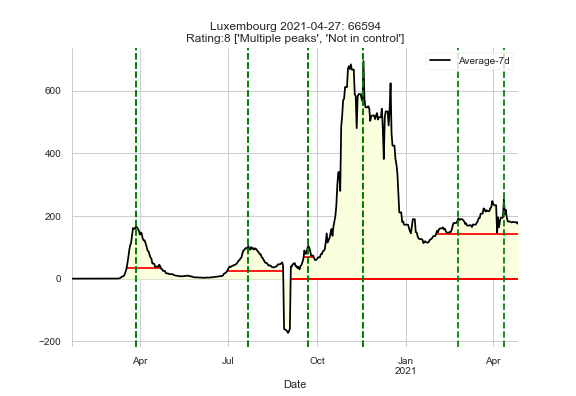 Luxembourg 2021-04-27: 66594
Rating:8 ['Multiple peaks', 'Not in control']
Average-7d
600
400
200
0
−200
Apr
Jul
Oct
Jan
2021
Apr
Date